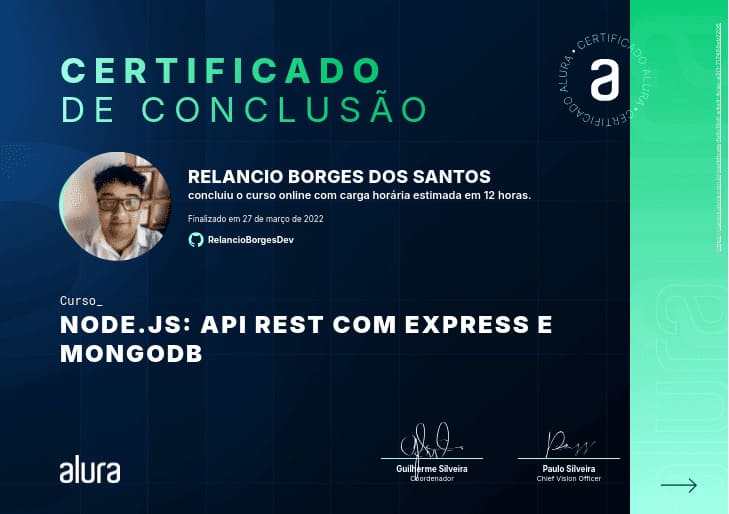 CERTIFICADO
DE CONCLUSÃO
CERTIFICADO ALURA • CERTIFICADO ALURA •
a
RELANCIO BORGES DOS SANTOS
concluiu o curso online com carga horária estimada em 12 horas.
Finalizado em 27 de março de 2022
RelancioBorgesDev
Curso_
NODE.JS: API REST COM EXPRESS E
MONGODB
alura
Guilherme Silveira
Coordenador
Paulo Silveira
Chief Vision Officer
alura